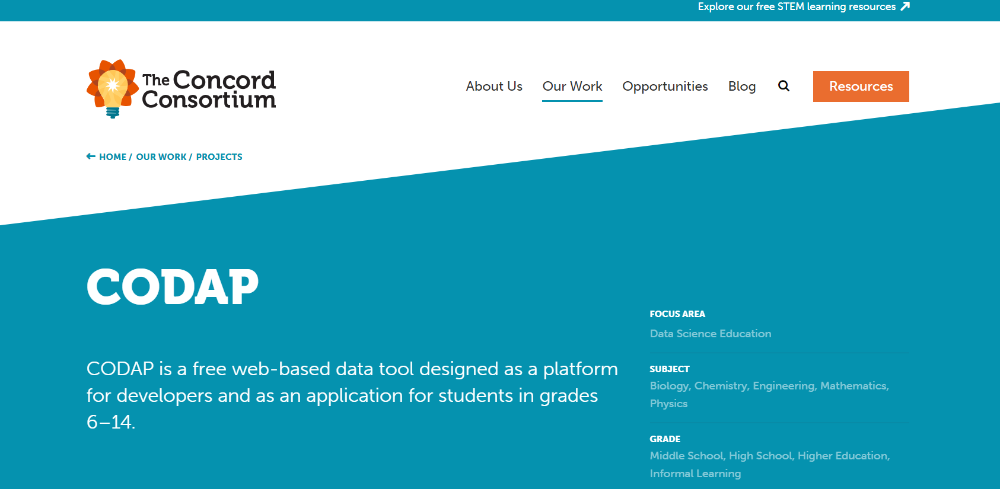 Explore our free STEM learning resources
The Concord
Consortium
About Us
Our Work
Opportunities
Blog
Resources
HOME / OUR WORK / PROJECTS
CODAP
CODAP is a free web-based data tool designed as a platform
for developers and as an application for students in grades
6–14.
FOCUS AREA
Data Science Education
SUBJECT
Biology, Chemistry, Engineering, Mathematics,
Physics
GRADE
Middle School, High School, Higher Education,
Informal Learning